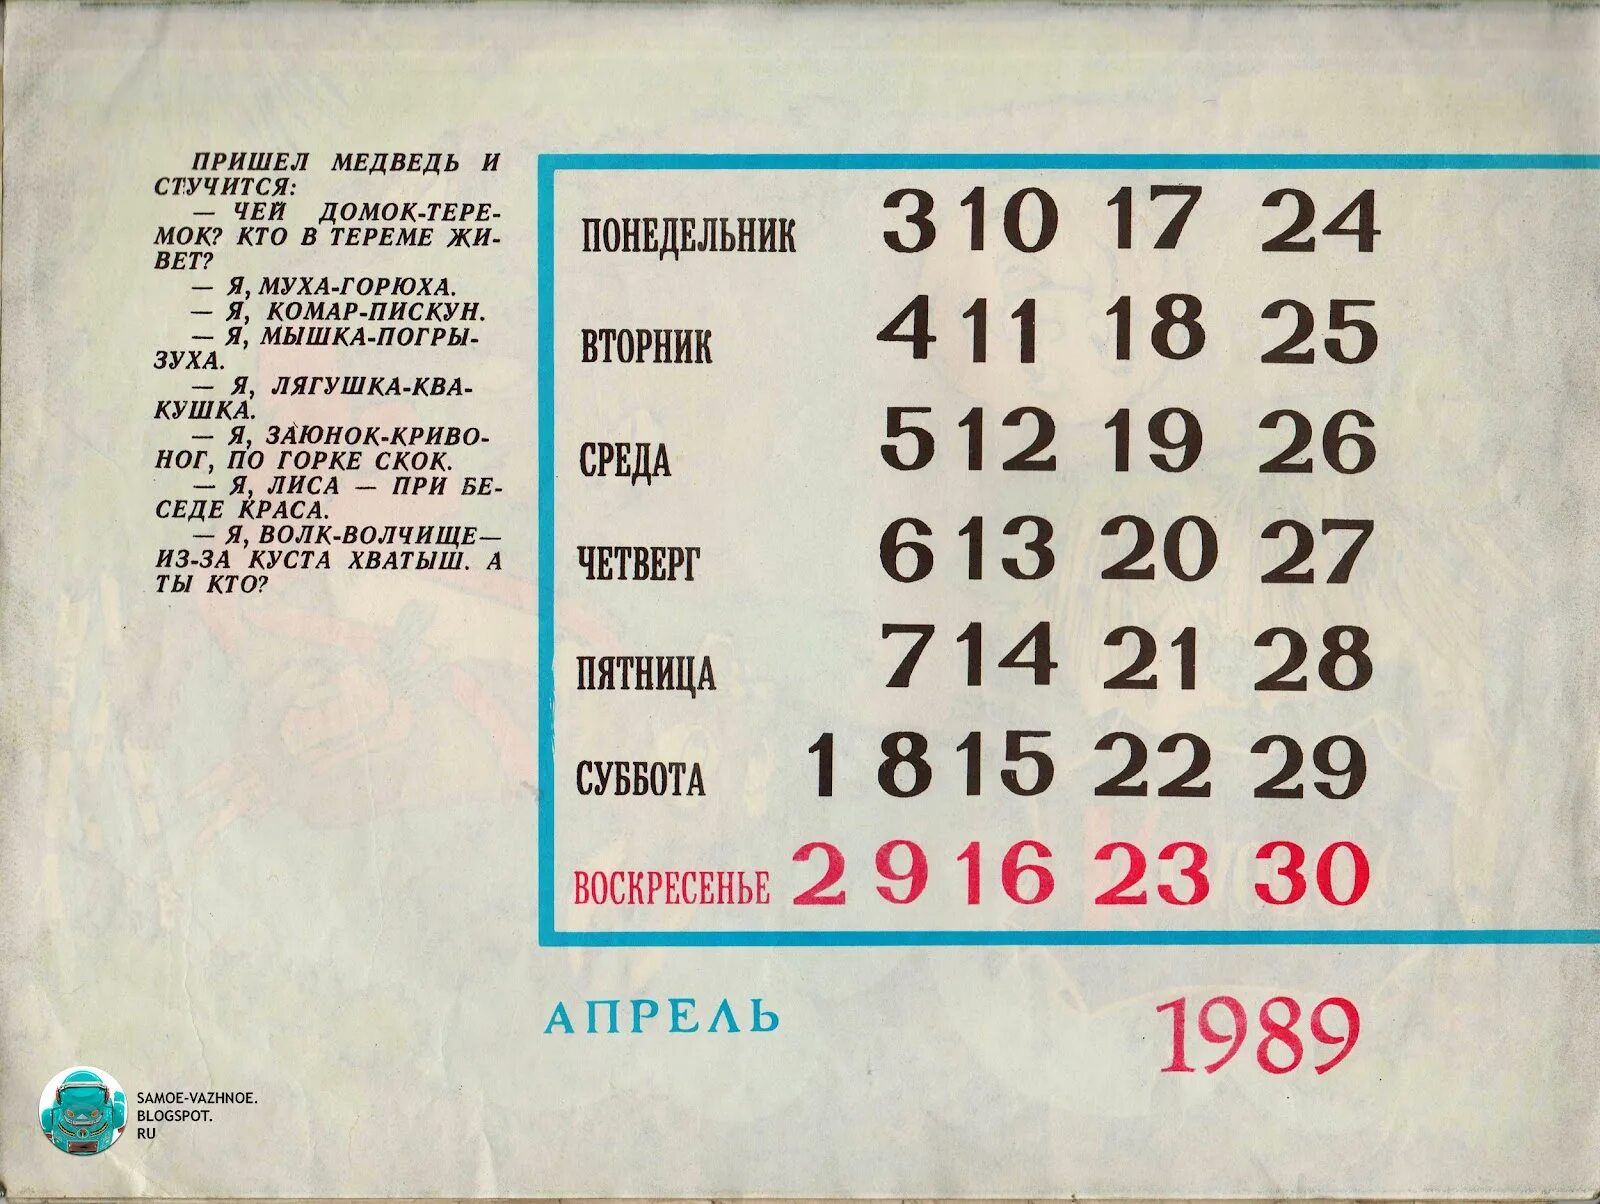 ПРИШЕЛ МЕДВЕДЬ И
СТУЧИТСЯ:
— ЧЕЙ ДОМОК-ТЕРЕ-
МОК? КТО В ТЕРЕМЕ ЖИ-
ВЕТ?
— Я, МУХА-ГОРЮХА.
— Я, КОМАР-ПИСКУН.
— Я, МЫШКА-ПОГРЫ-
ЗУХА.
— Я, ЛЯГУШКА-КВА-
КУШКА.
— Я, ЗАЮНОК-КРИВО-
НОГ, ПО ГОРКЕ СКОК.
— Я, ЛИСА — ПРИ БЕ-
СЕДЕ КРАСА.
— Я, ВОЛК-ВОЛЧИЩЕ—
ИЗ-ЗА КУСТА ХВАТЫШ. А
ТЫ КТО?
ПОНЕДЕЛЬНИК 3 10 17 24
ВТОРНИК 4 11 18 25
СРЕДА 5 12 19 26
ЧЕТВЕРГ 6 13 20 27
ПЯТНИЦА 7 14 21 28
СУББОТА 1 8 15 22 29
ВОСКРЕСЕНЬЕ 2 9 16 23 30
АПРЕЛЬ 1989
SAMOE-VAZHNOE.
BLOGSPOT.
RU